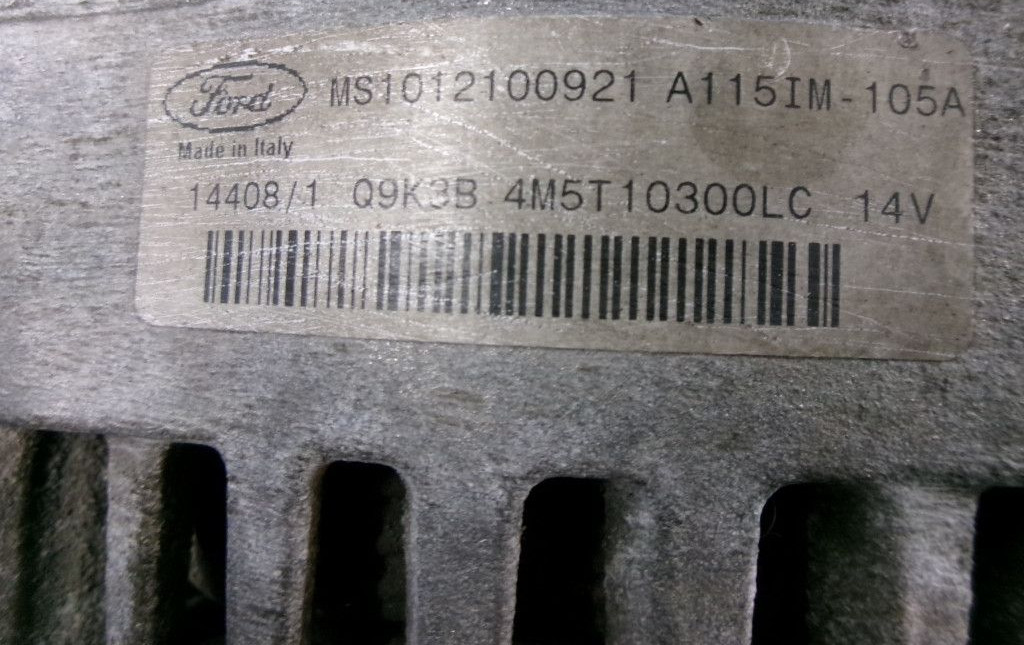 Ford MS1012100921 A115IM-105A
Made in Italy
14408/1 Q9K3B 4M5T10300LC 14V